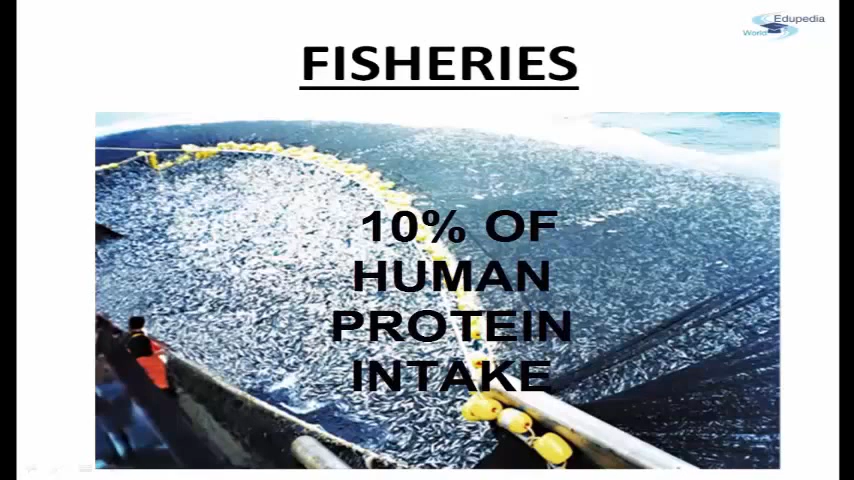 Edupedia
World
FISHERIES
10% OF
HUMAN
PROTEIN
INTAKE